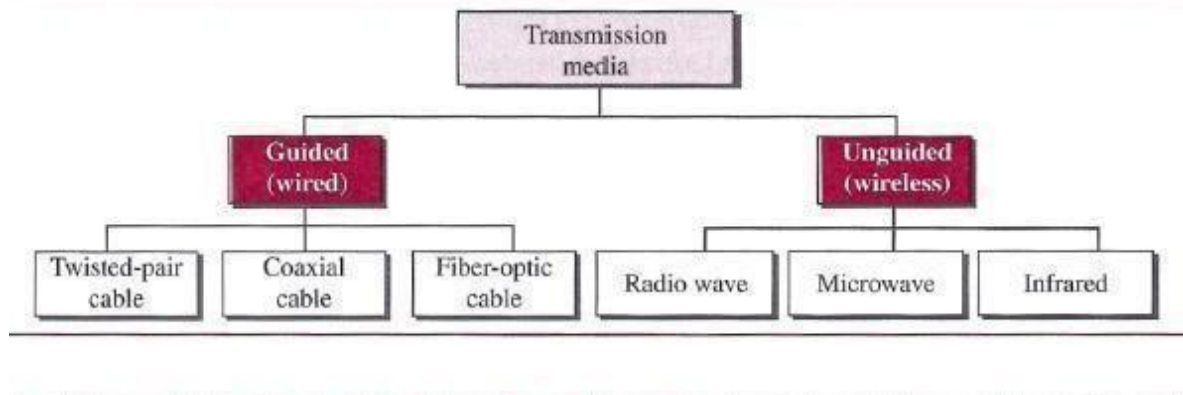 Transmission
media
Guided
(wired)
Unguided
(wireless)
Twisted-pair
cable
Coaxial
cable
Fiber-optic
cable
Radio wave
Microwave
Infrared